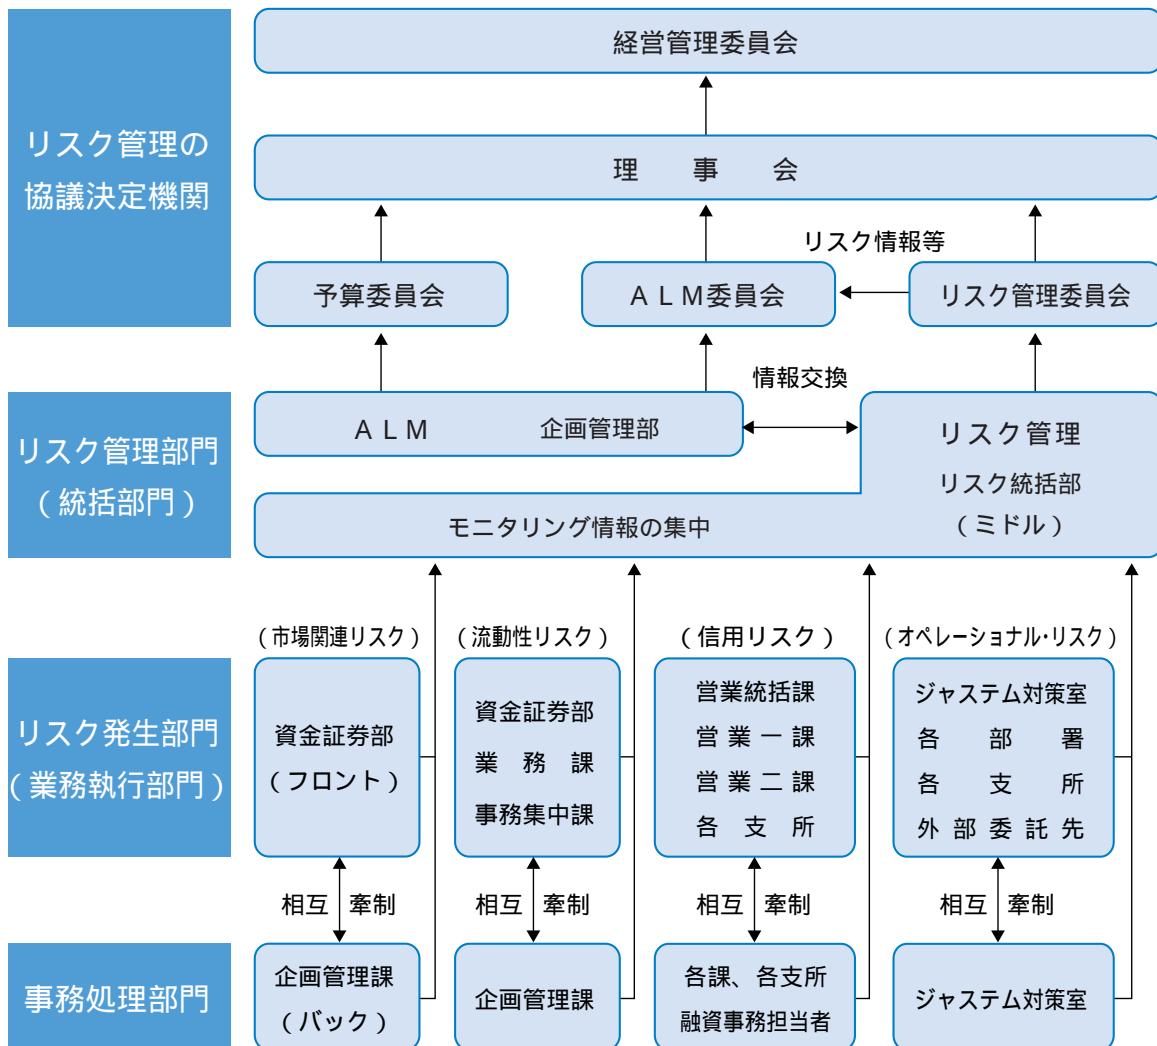 リスク管理の
協議決定機関
経営管理委員会
理　事　会
リスク情報等
予算委員会
ＡＬＭ委員会
リスク管理委員会
情報交換
リスク管理部門
（統括部門）
ＡＬＭ　企画管理部
リスク管理
リスク統括部
（ミドル）
モニタリング情報の集中
（市場関連リスク）
（流動性リスク）
（信用リスク）
（オペレーショナル・リスク）
リスク発生部門
（業務執行部門）
資金証券部
（フロント）
資金証券部
業　務　課
事務集中課
営業統括課
営業一課
営業二課
各　支　所
ジャステム対策室
各　部　署
各　支　所
外部委託先
相互　牽制
相互　牽制
相互　牽制
相互　牽制
事務処理部門
企画管理課
（バック）
企画管理課
各課、各支所
融資事務担当者
ジャステム対策室